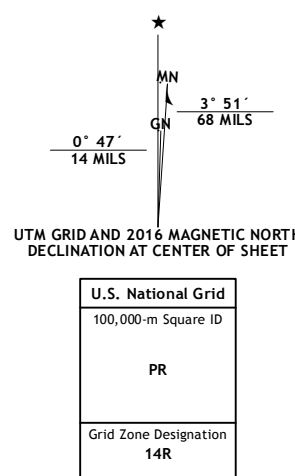 ★
MN
3° 51´
68 MILS
GN
0° 47´
14 MILS
UTM GRID AND 2016 MAGNETIC NORTH
DECLINATION AT CENTER OF SHEET
U.S. National Grid
100,000-m Square ID
PR
Grid Zone Designation
14R